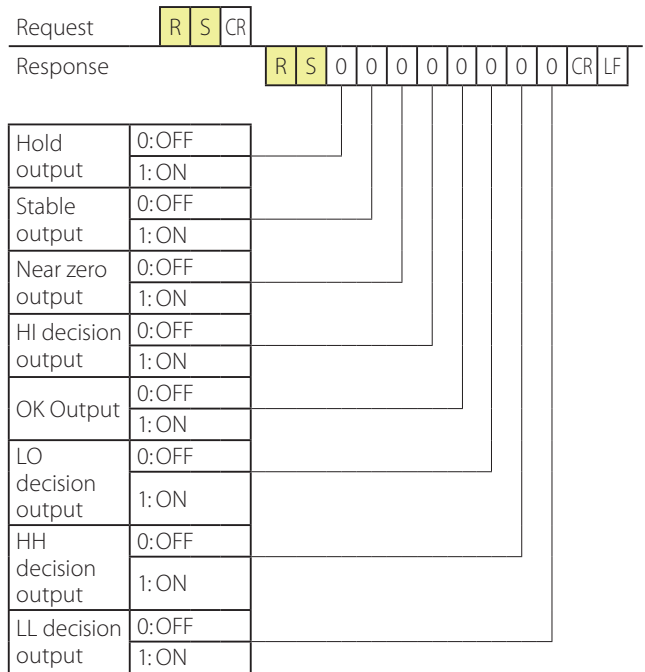 Request R S CR
Response R S 0 0 0 0 0 0 0 0 CR LF
Hold output 0:OFF
1:ON
Stable output 0:OFF
1:ON
Near zero output 0:OFF
1:ON
HI decision output 0:OFF
1:ON
OK Output 0:OFF
1:ON
LO decision output 0:OFF
1:ON
HH decision output 0:OFF
1:ON
LL decision output 0:OFF
1:ON